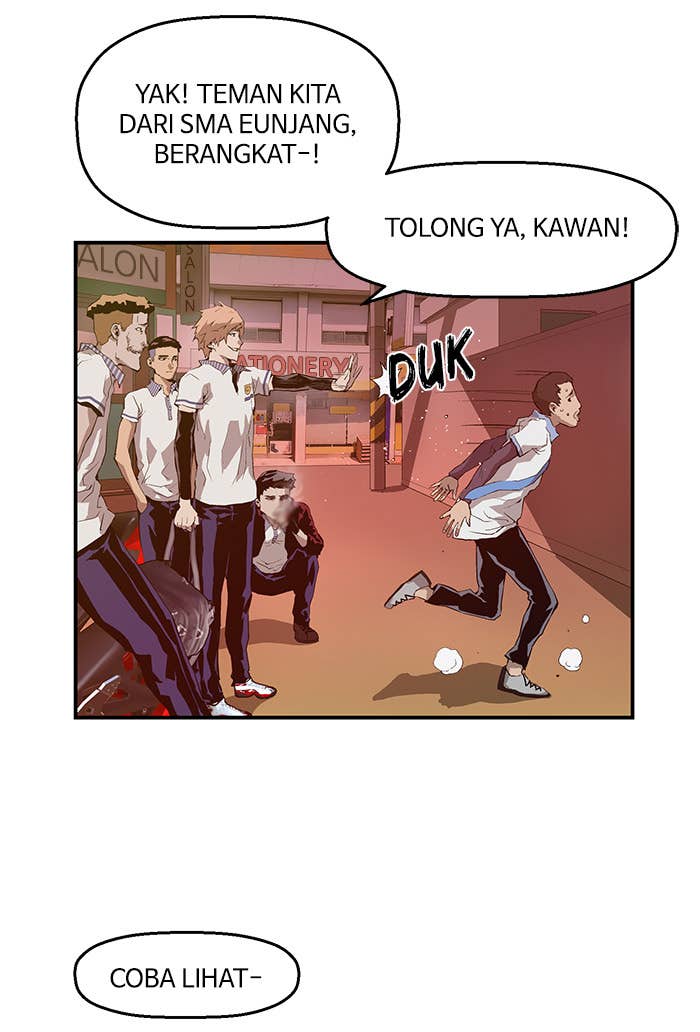 YAK! TEMAN KITA
DARI SMA EUNJANG,
BERANGKAT-!
TOLONG YA, KAWAN!
ALON
SALON
ATIONERY
DUK
COBA LIHAT-